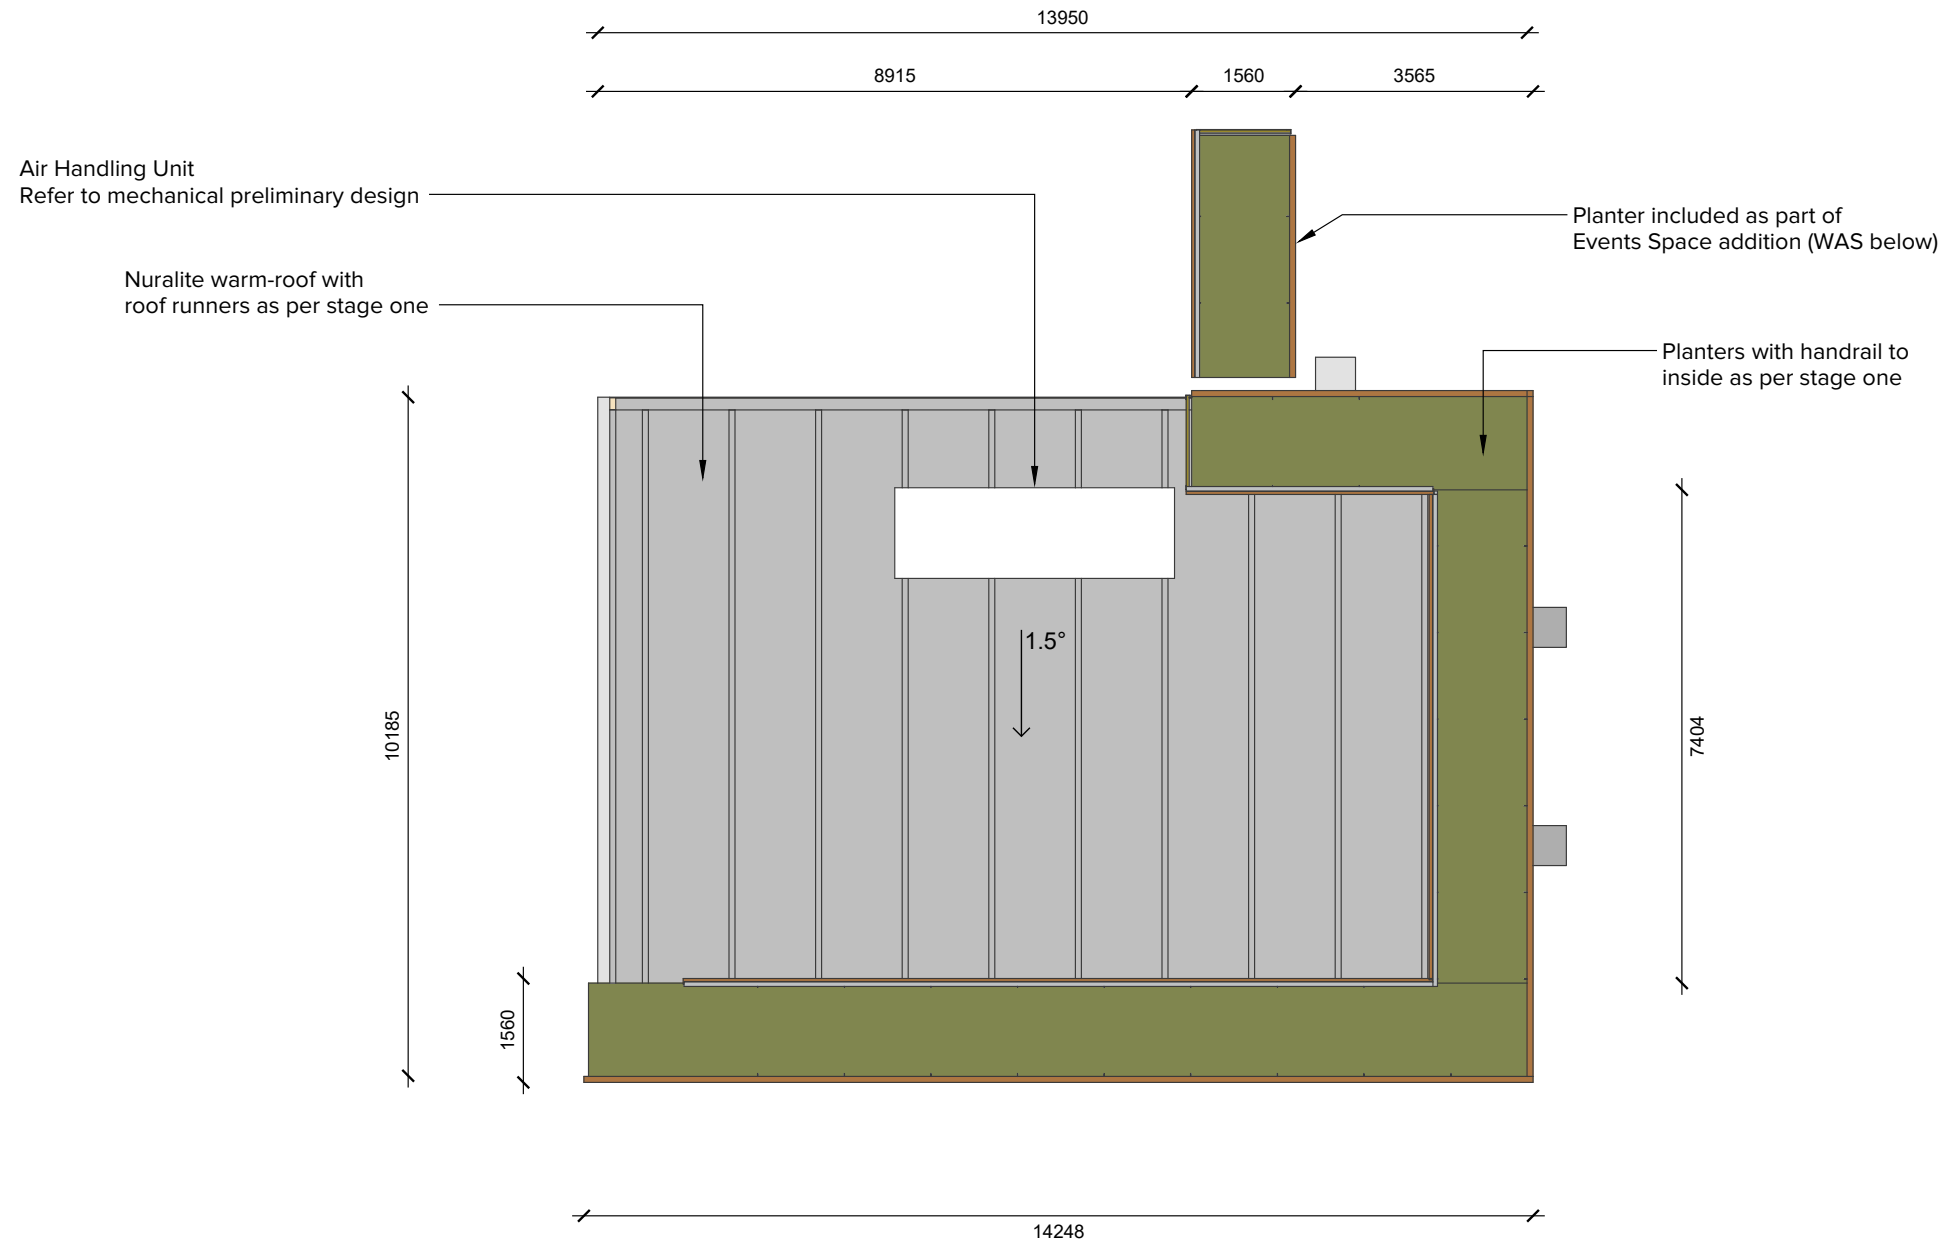 13950
8915
1560
3565
Air Handling Unit
Refer to mechanical preliminary design
Planter included as part of
Events Space addition (WAS below)
Nuralite warm-roof with
roof runners as per stage one
Planters with handrail to
inside as per stage one
1.5°
10185
7404
1560
14248